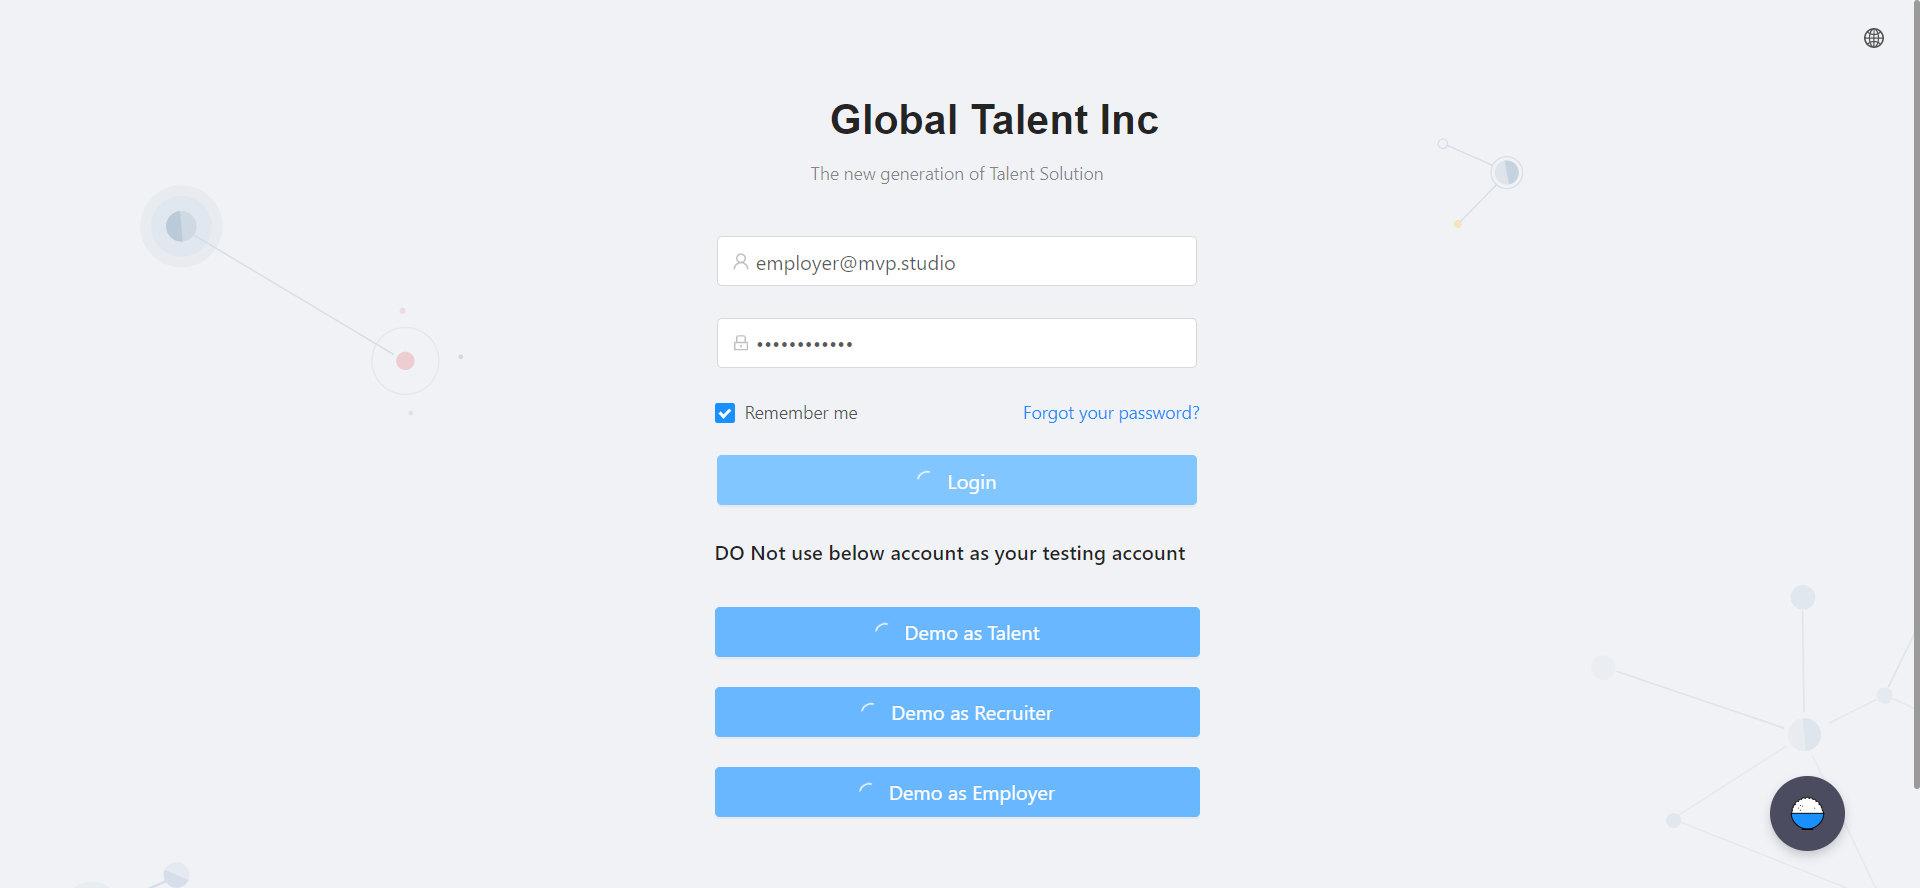 Global Talent Inc
The new generation of Talent Solution
employer@mvp.studio
••••••••••••
Remember me
Forgot your password?
Login
DO Not use below account as your testing account
Demo as Talent
Demo as Recruiter
Demo as Employer